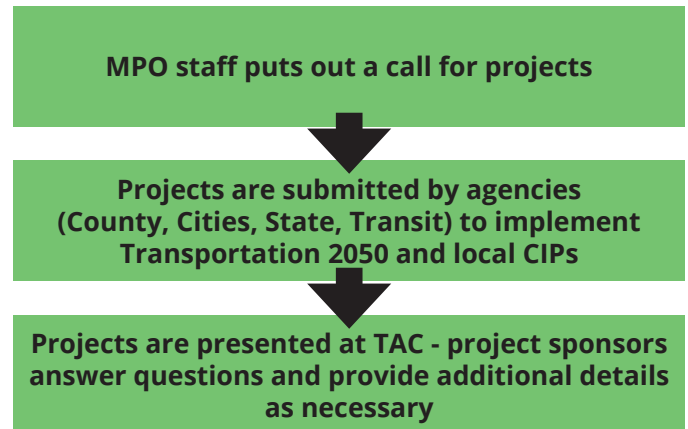 MPO staff puts out a call for projects
Projects are submitted by agencies
(County, Cities, State, Transit) to implement
Transportation 2050 and local CIPs
Projects are presented at TAC - project sponsors
answer questions and provide additional details
as necessary